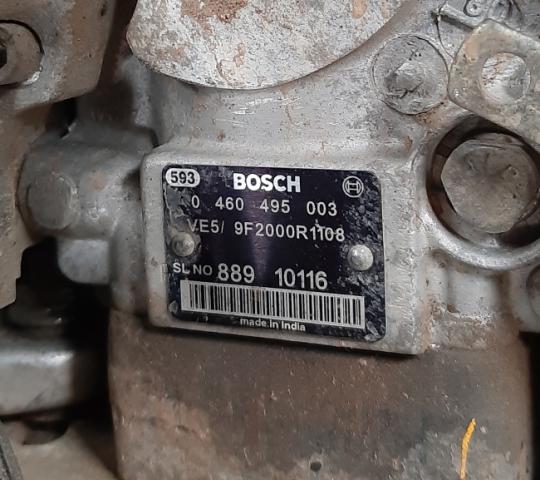 593 BOSCH
0 460 495 003
VE5/ 9F2000R1108
SL NO 889 10116
made in India